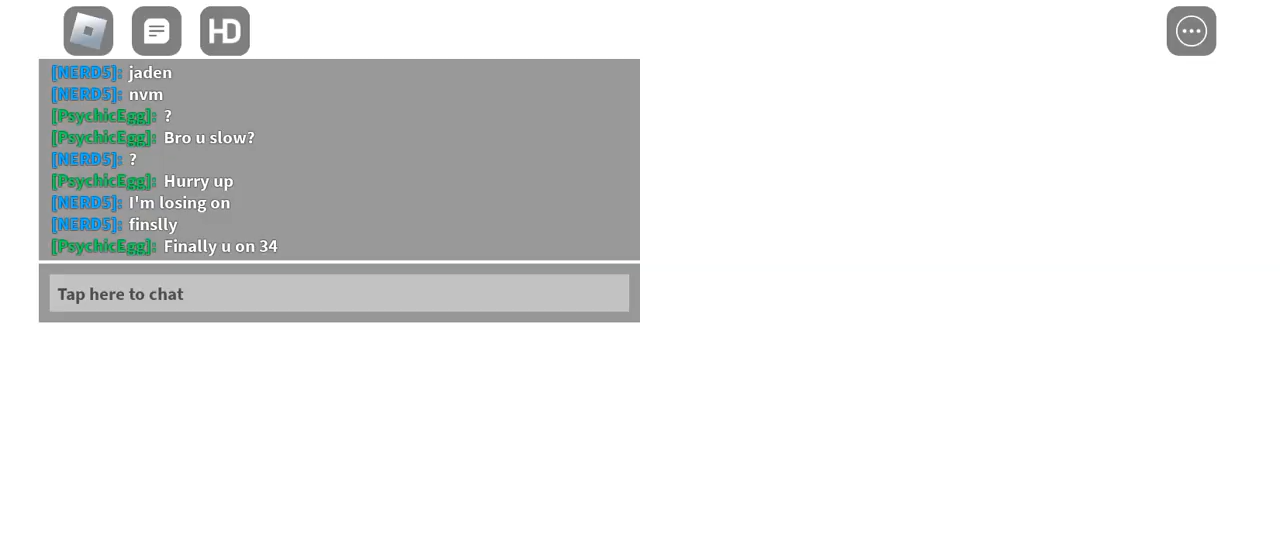 HD
[NERD5]: jaden
[NERD5]: nvm
[PsychicEgg]: ?
[PsychicEgg]: Bro u slow?
[NERD5]: ?
[PsychicEgg]: Hurry up
[NERD5]: I'm losing on
[NERD5]: finslly
[PsychicEgg]: Finally u on 34
Tap here to chat